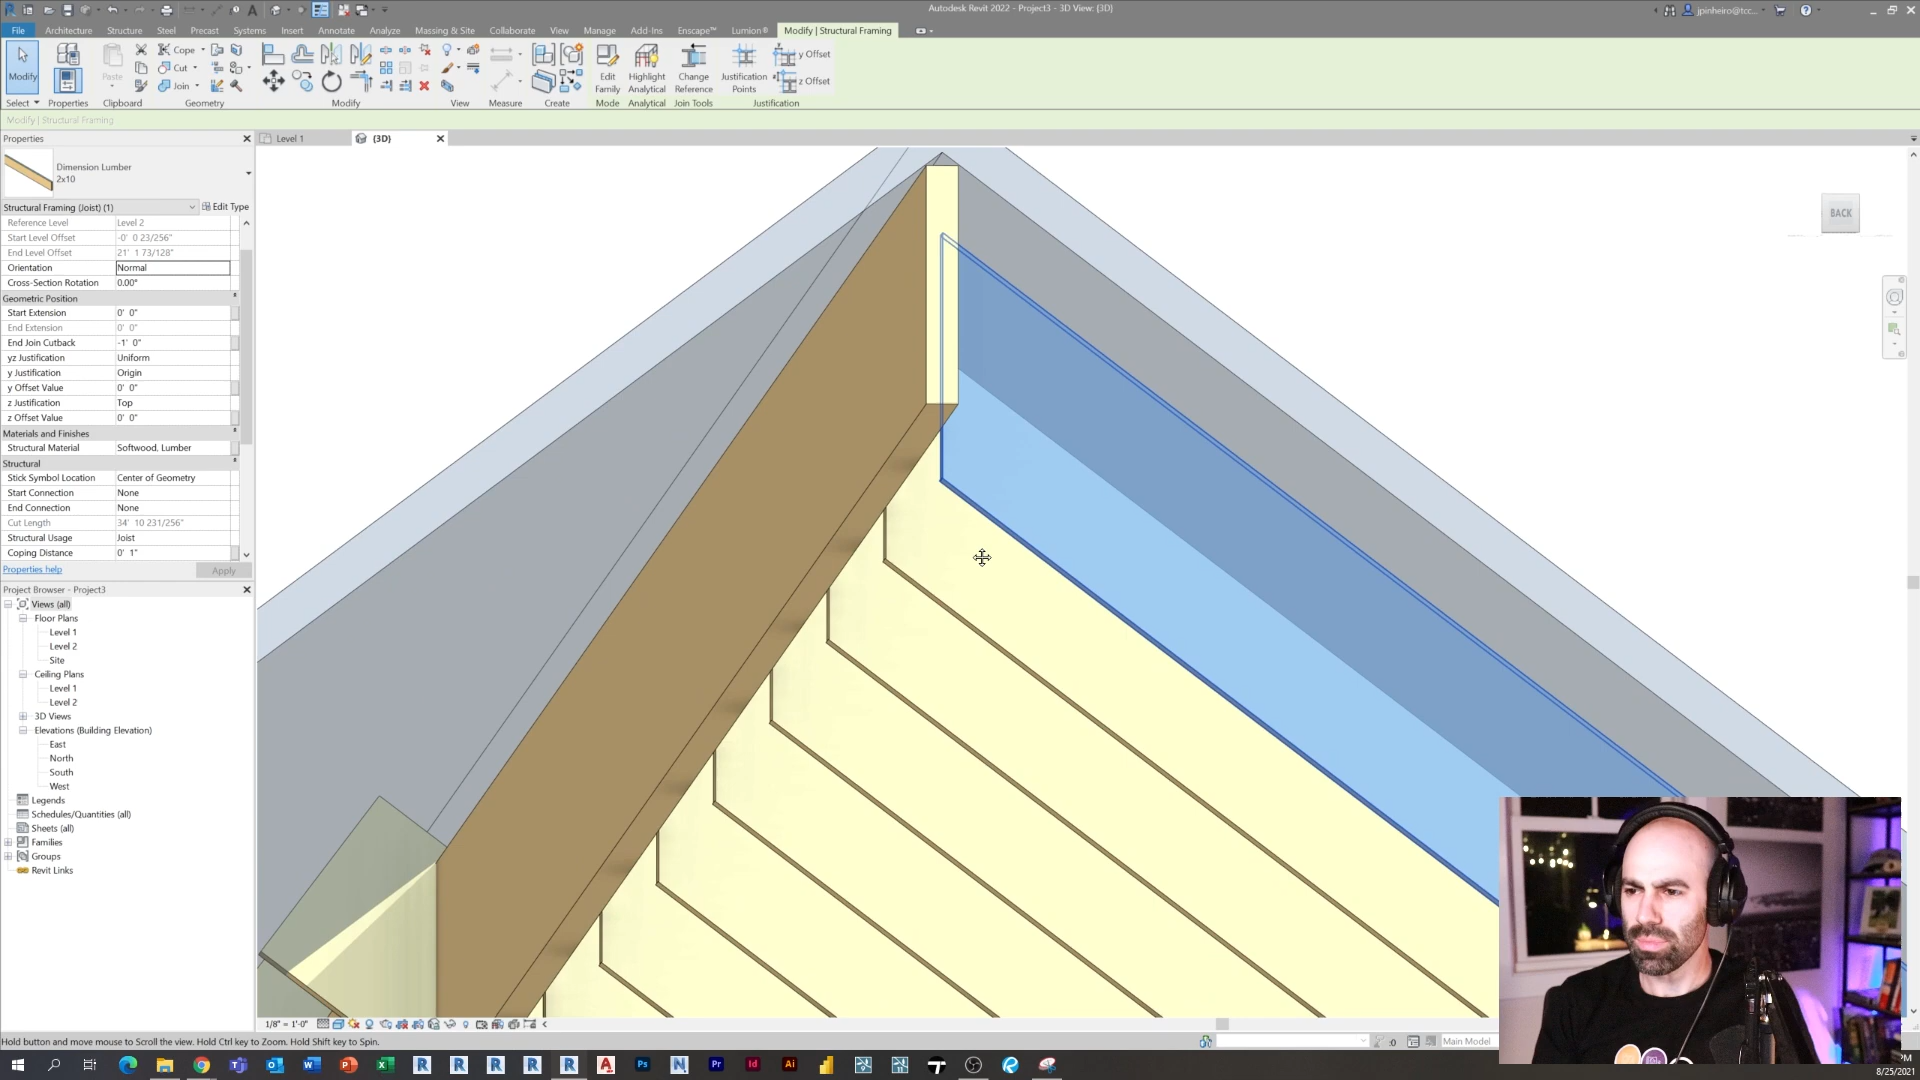 Autodesk Revit 2022 - Project3 - 3D View: {3D}
jpinheiro@tcc...
File Architecture Structure Steel Precast Systems Insert Annotate Analyze Massing & Site Collaborate View Manage Add-Ins Enscape™ Lumion® Modify | Structural Framing
Modify Paste Cope Cut Join Edit Family Highlight Analytical Change Reference Justification Points y Offset z Offset
Select Properties Clipboard Geometry Modify View Measure Create Mode Analytical Join Tools Justification
Modify | Structural Framing
Properties
Level 1 {3D}
Dimension Lumber
2x10
Structural Framing (Joist) (1) Edit Type
Reference Level Level 2
Start Level Offset -0' 0 23/256"
End Level Offset 21' 1 73/128"
Orientation Normal
Cross-Section Rotation 0.00°
Geometric Position
Start Extension 0' 0"
End Extension 0' 0"
End Join Cutback -1' 0"
yz Justification Uniform
y Justification Origin
y Offset Value 0' 0"
z Justification Top
z Offset Value 0' 0"
Materials and Finishes
Structural Material Softwood, Lumber
Structural
Stick Symbol Location Center of Geometry
Start Connection None
End Connection None
Cut Length 34' 10 231/256"
Structural Usage Joist
Coping Distance 0' 1"
Properties help Apply
Project Browser - Project3
Views (all)
Floor Plans
Level 1
Level 2
Site
Ceiling Plans
Level 1
Level 2
3D Views
Elevations (Building Elevation)
East
North
South
West
Legends
Schedules/Quantities (all)
Sheets (all)
Families
Groups
Revit Links
BACK
1/8" = 1'-0"
Hold button and move mouse to Scroll the view. Hold Ctrl key to Zoom. Hold Shift key to Spin.
:0 Main Model
PM
8/25/2021